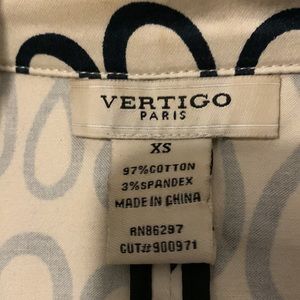 VERTIGO
PARIS
XS
97%COTTON
3%SPANDEX
MADE IN CHINA
RN86297
CUT#900971